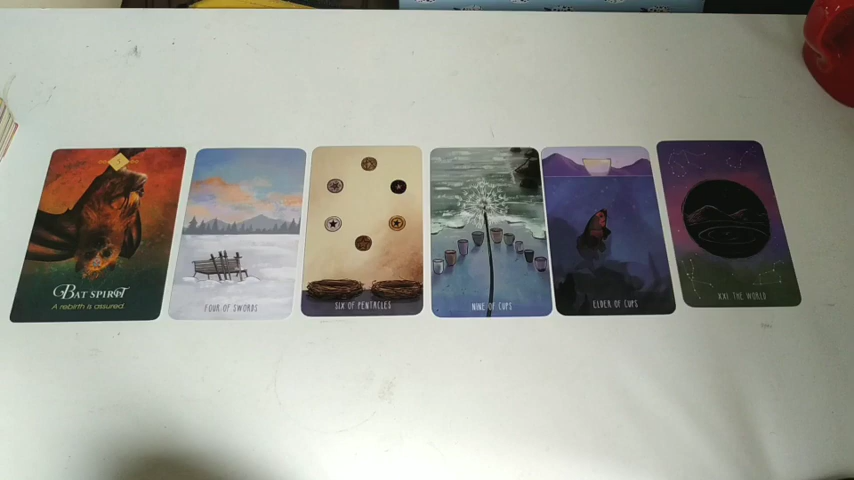 5
BAT SPIRIT
A rebirth is assured.
FOUR OF SWORDS
SIX OF PENTACLES
NINE OF CUPS
ELDER OF CUPS
XXI THE WORLD